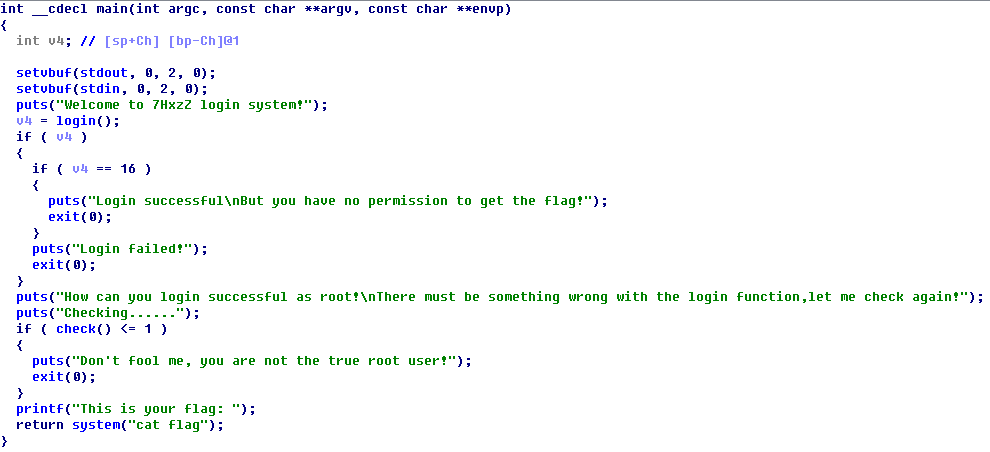 int __cdecl main(int argc, const char **argv, const char **envp)
{
  int v4; // [sp+Ch] [bp-Ch]@1

  setvbuf(stdout, 0, 2, 0);
  setvbuf(stdin, 0, 2, 0);
  puts("Welcome to 7HxzZ login system!");
  v4 = login();
  if ( v4 )
  {
    if ( v4 == 16 )
    {
      puts("Login successful\nBut you have no permission to get the flag!");
      exit(0);
    }
    puts("Login failed!");
    exit(0);
  }
  puts("How can you login successful as root!\nThere must be something wrong with the login function,let me check again!");
  puts("Checking......");
  if ( check() <= 1 )
  {
    puts("Don't fool me, you are not the true root user!");
    exit(0);
  }
  printf("This is your flag: ");
  return system("cat flag");
}